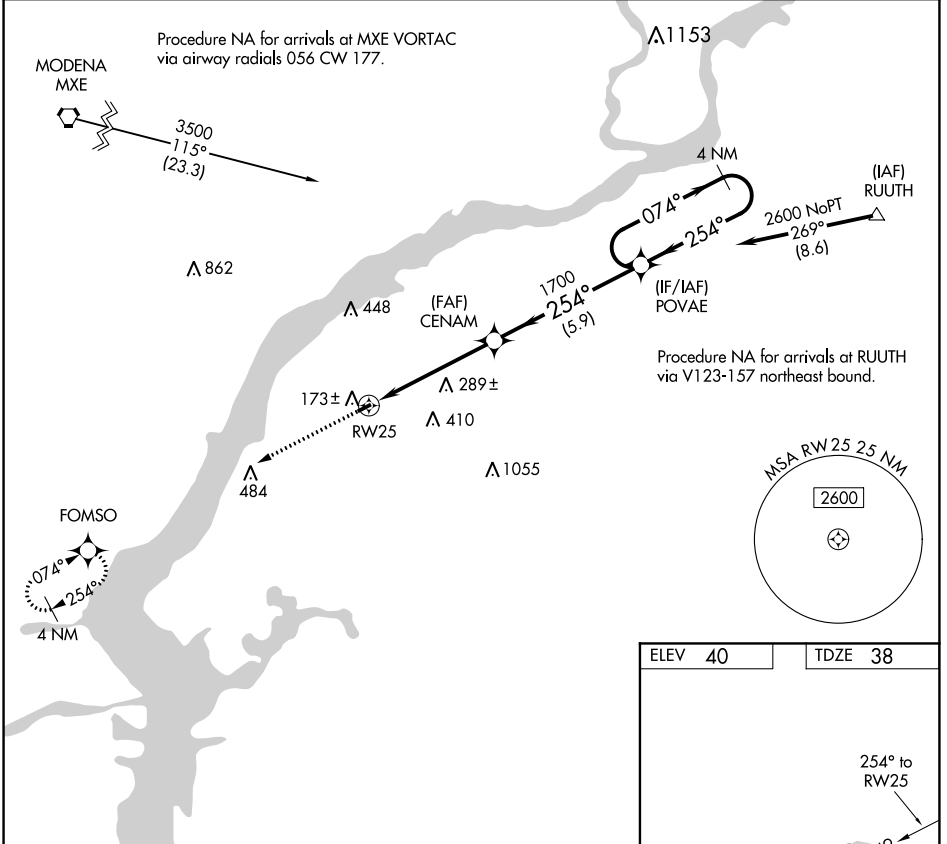 Procedure NA for arrivals at MXE VORTAC
via airway radials 056 CW 177.
1153
MODENA
MXE
3500
115°
(23.3)
4 NM
(IAF)
RUUTH
2600 NoPT
269°
(8.6)
074°
254°
(IF/IAF)
POVAE
862
448
(FAF)
CENAM
1700
254°
(5.9)
Procedure NA for arrivals at RUUTH
via V123-157 northeast bound.
289±
173±
410
RW25
1055
484
MSA RW 25 25 NM
2600
FOMSO
074°
254°
4 NM
ELEV 40
TDZE 38
254° to
RW25